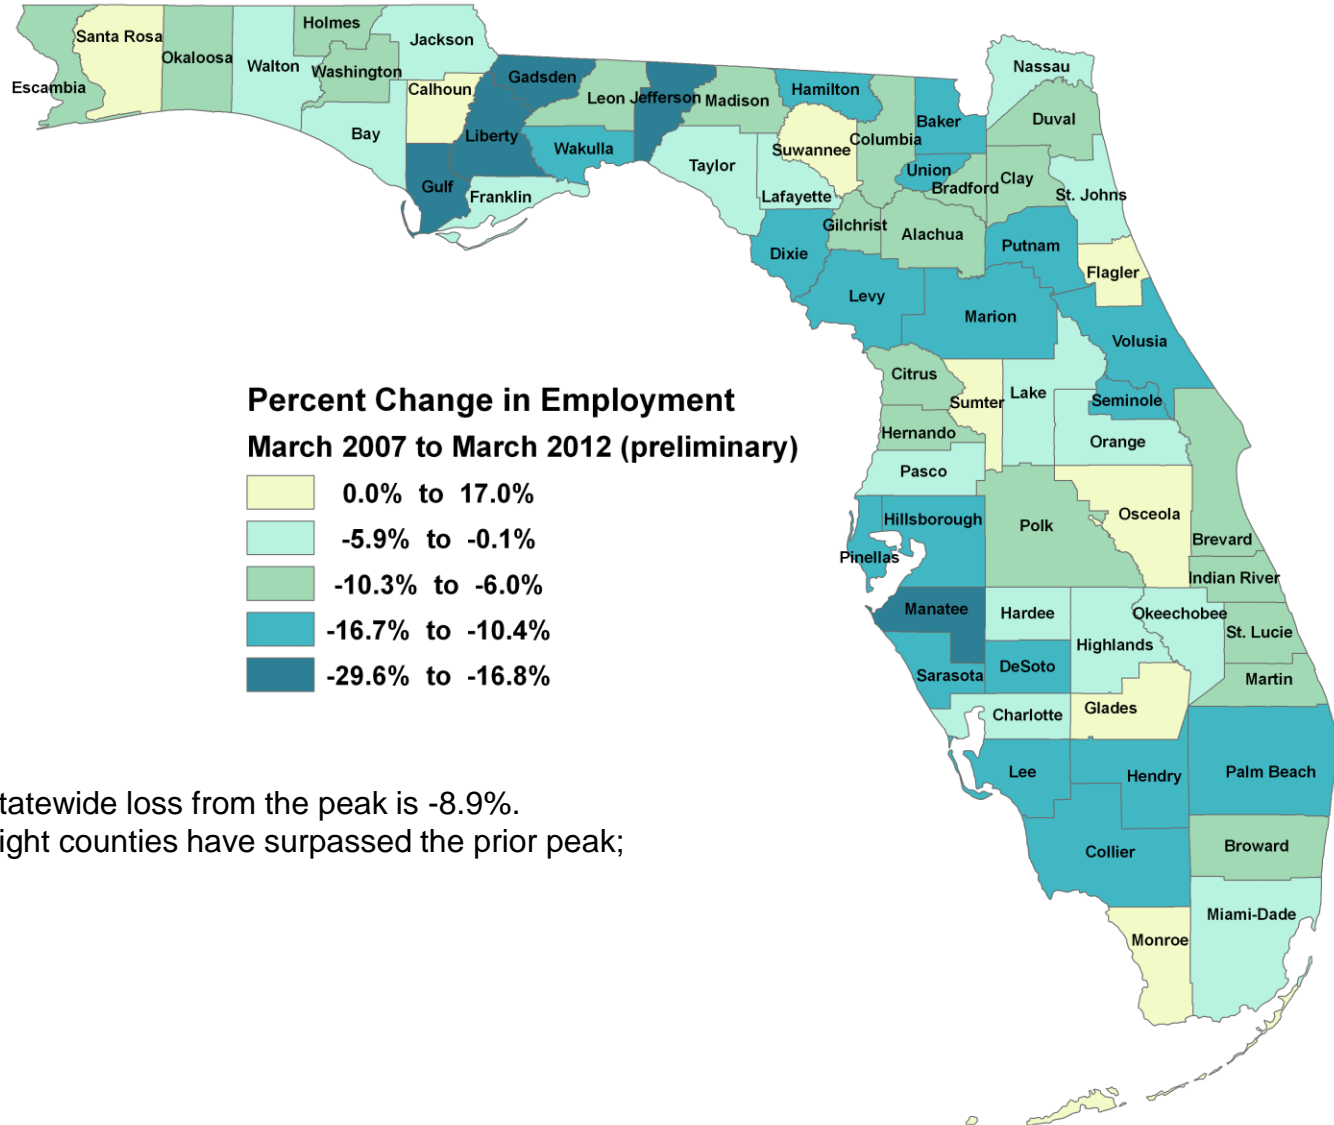 Holmes
Santa Rosa
Jackson
Okaloosa
Walton
Washington
Escambia
Calhoun
Bay
Gadsden
Leon
Jefferson
Madison
Hamilton
Nassau
Liberty
Wakulla
Suwannee
Columbia
Baker
Duval
Gulf
Franklin
Taylor
Lafayette
Union
Bradford
Clay
St. Johns
Dixie
Gilchrist
Alachua
Putnam
Flagler
Levy
Marion
Volusia
Citrus
Sumter
Lake
Seminole
Hernando
Orange
Pasco
Percent Change in Employment
March 2007 to March 2012 (preliminary)
0.0% to 17.0%
-5.9% to -0.1%
-10.3% to -6.0%
-16.7% to -10.4%
-29.6% to -16.8%
Hillsborough
Polk
Osceola
Brevard
Pinellas
Indian River
Manatee
Hardee
Okeechobee
St. Lucie
Highlands
Sarasota
DeSoto
Martin
Charlotte
Glades
Lee
Hendry
Palm Beach
Collier
Broward
Miami-Dade
Monroe
tatewide loss from the peak is -8.9%.
ight counties have surpassed the prior peak;